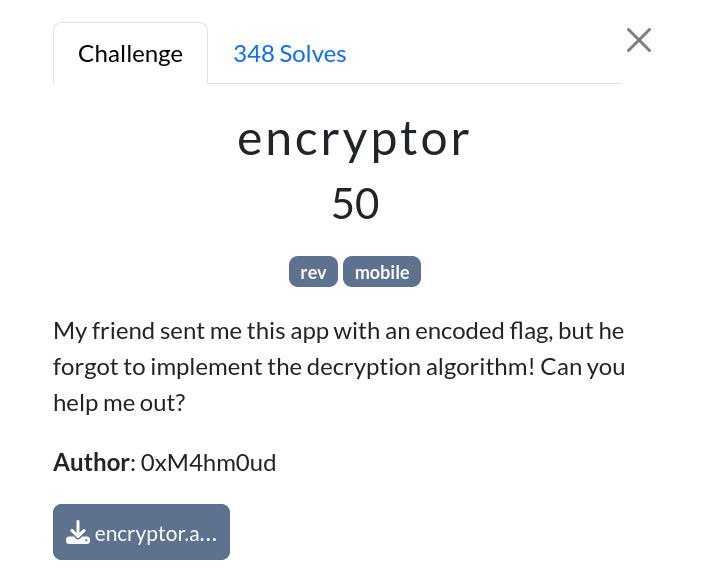 Challenge
348 Solves
encryptor
50
rev
mobile
My friend sent me this app with an encoded flag, but he
forgot to implement the decryption algorithm! Can you
help me out?
Author: 0xM4hm0ud
encryptor.a...